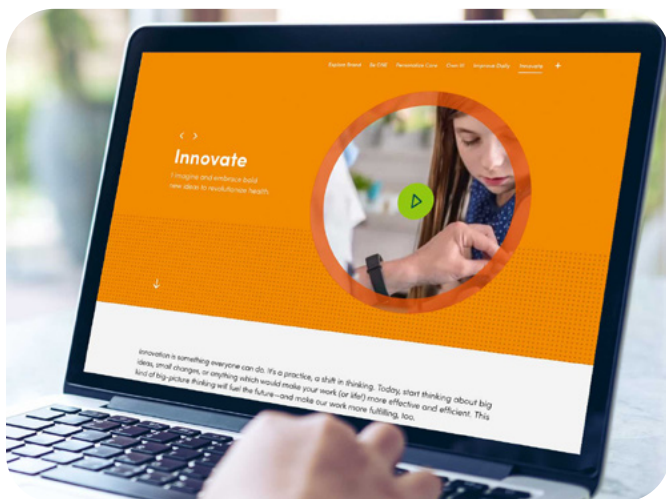 Explore Brand Be ONE Personalize Care Own It! Improve Daily Innovate +
Innovate
I imagine and embrace bold
new ideas to revolutionize health.
Innovation is something everyone can do. It's a practice, a shift in thinking. Today, start thinking about big
ideas, small changes, or anything which would make your work (or life!) more effective and efficient. This
kind of big-picture thinking will fuel the future—and make our work more fulfilling, too.